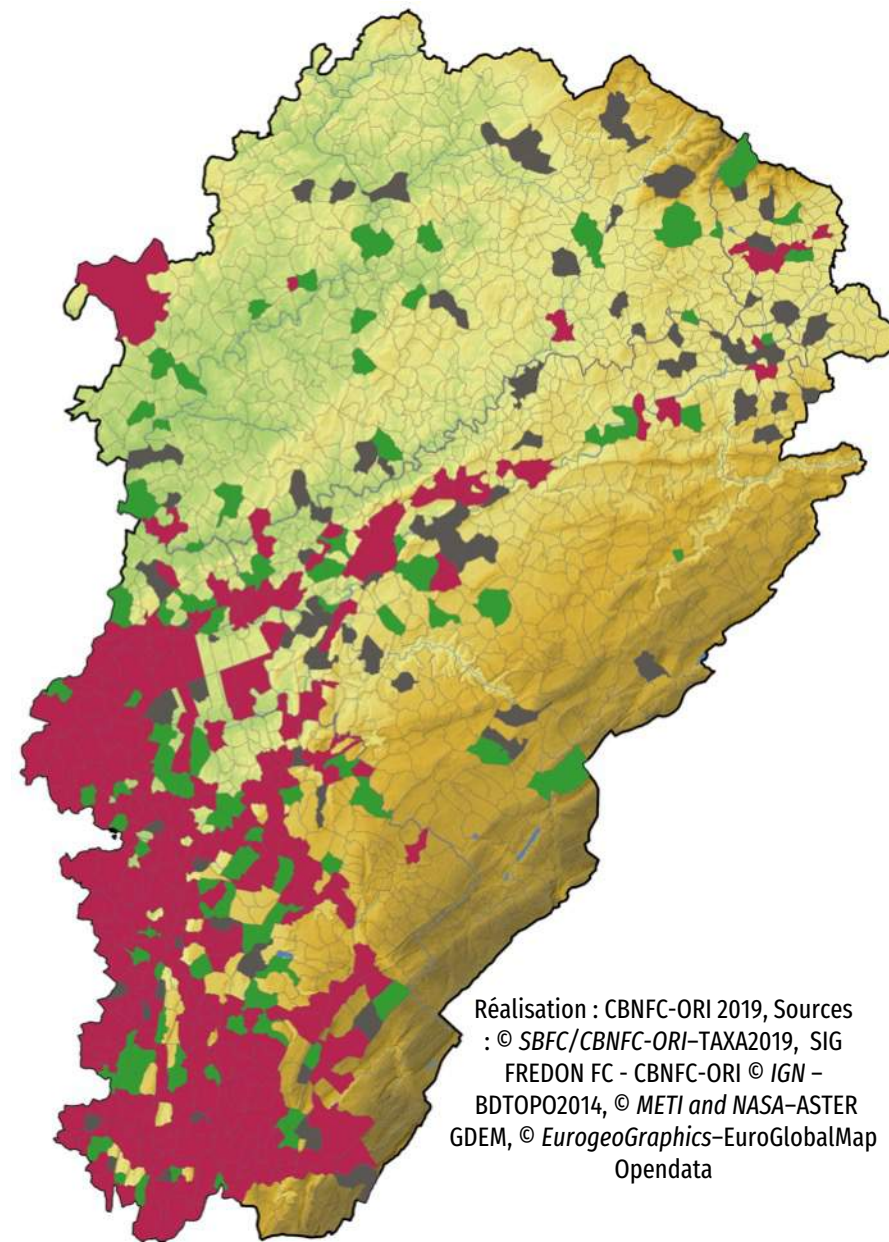 Réalisation : CBNFC-ORI 2019, Sources
: © SBFC/CBNFC-ORI–TAXA2019, SIG
FREDON FC - CBNFC-ORI © IGN –
BDTOPO2014, © METI and NASA–ASTER
GDEM, © EurogeoGraphics–EuroGlobalMap
Opendata